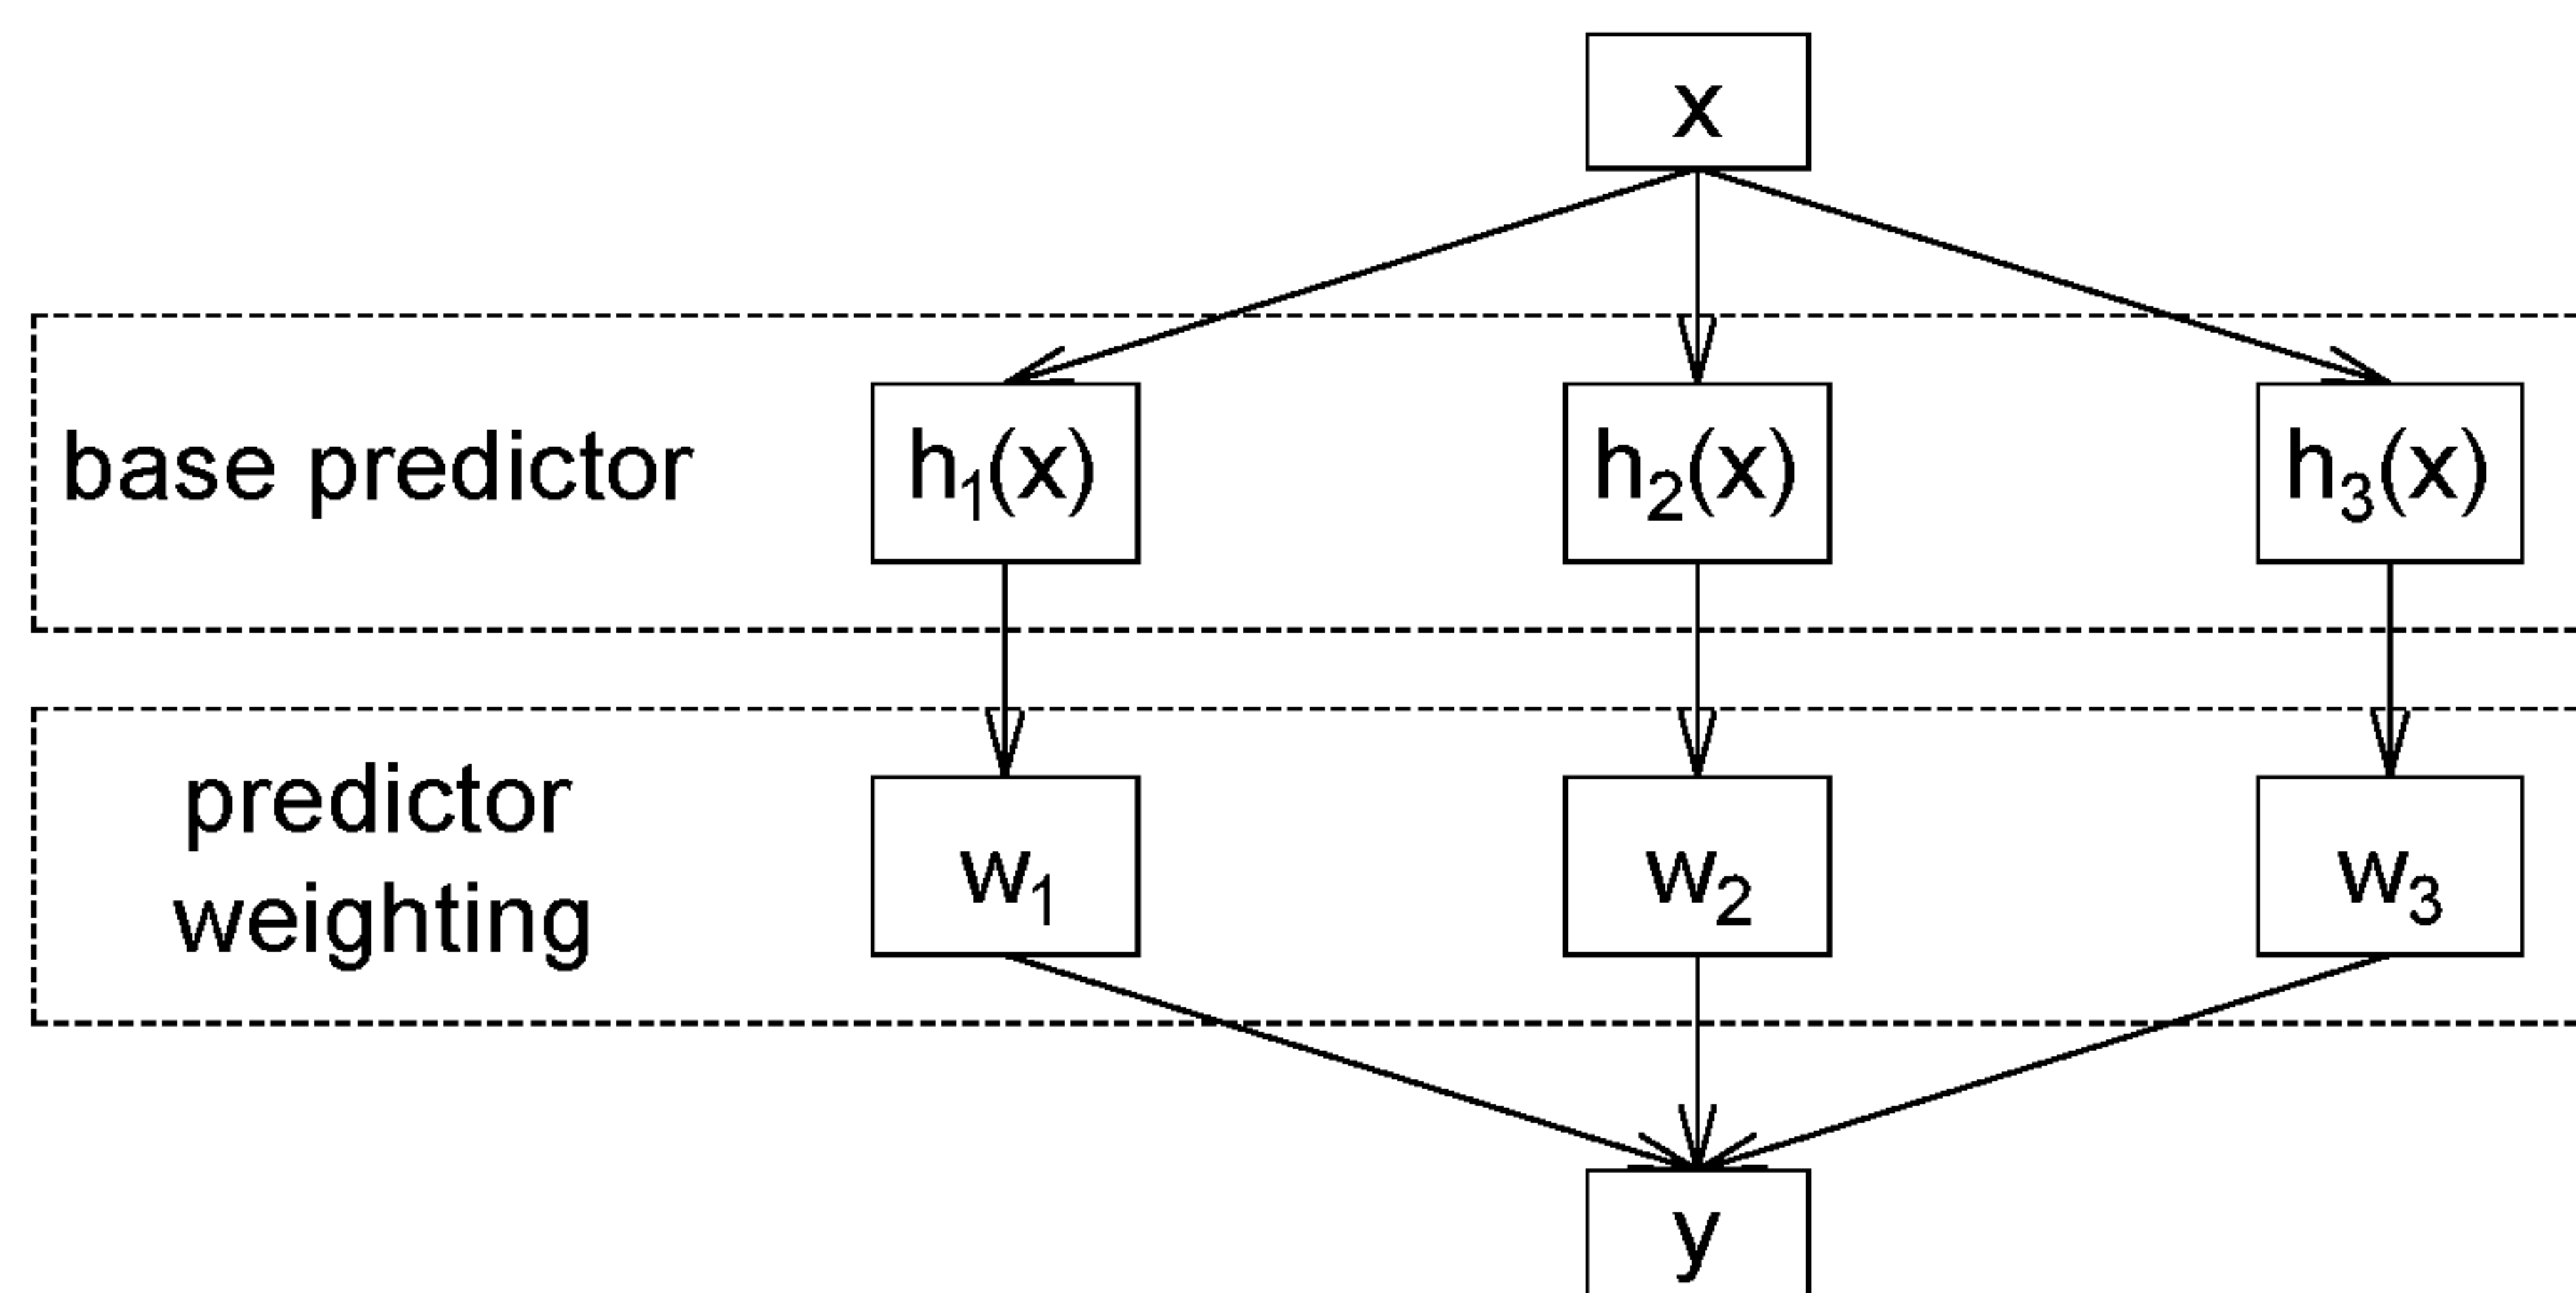 x
base predictor h₁(x) h₂(x) h₃(x)
predictor
weighting
w₁ w₂ w₃
y